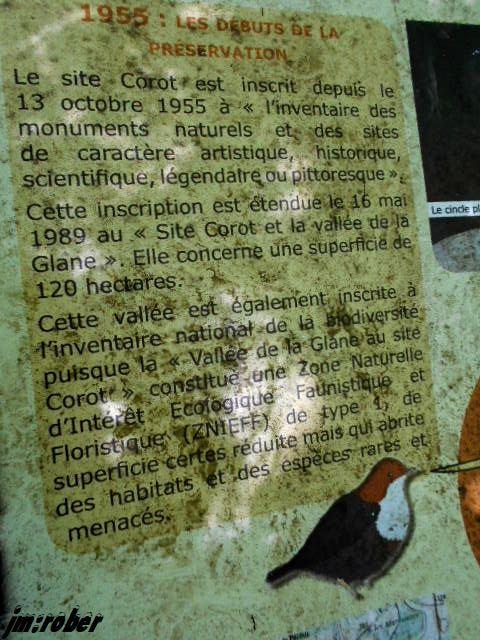 1955 : LES DÉBUTS DE LA
PRÉSERVATION
Le site Corot est inscrit depuis le
13 octobre 1955 à « l'inventaire des
monuments naturels et des sites
de caractère artistique, historique,
scientifique, légendaire ou pittoresque ».
Cette inscription est étendue le 16 mai
1989 au « Site Corot et la vallée de la
Glane ». Elle concerne une superficie de
120 hectares.
Cette vallée est également inscrite à
l'inventaire national de la biodiversité
puisque la « Vallée de la Glane au site
Corot » constitue une Zone Naturelle
d'Intérêt Ecologique Faunistique et
Floristique (ZNIEFF) de type 1, de
superficie certes réduite mais qui abrite
des habitats et des espèces rares et
menacés.
Le cincle
jm:rober